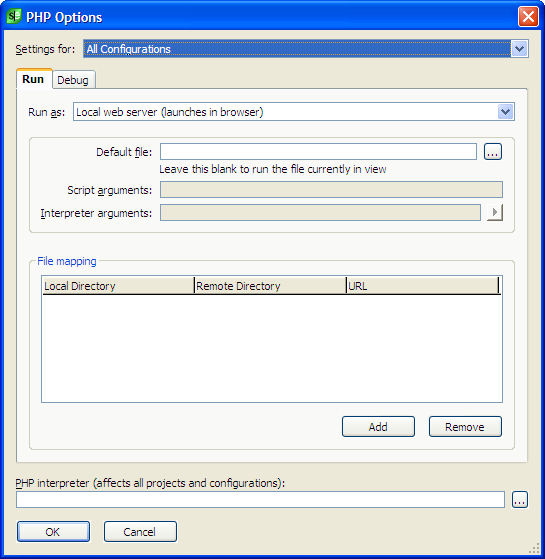 PHP Options
Settings for: All Configurations
Run Debug
Run as: Local web server (launches in browser)
Default file: ...
Leave this blank to run the file currently in view
Script arguments:
Interpreter arguments:
File mapping
Local Directory Remote Directory URL
Add Remove
PHP interpreter (affects all projects and configurations):
...
OK Cancel